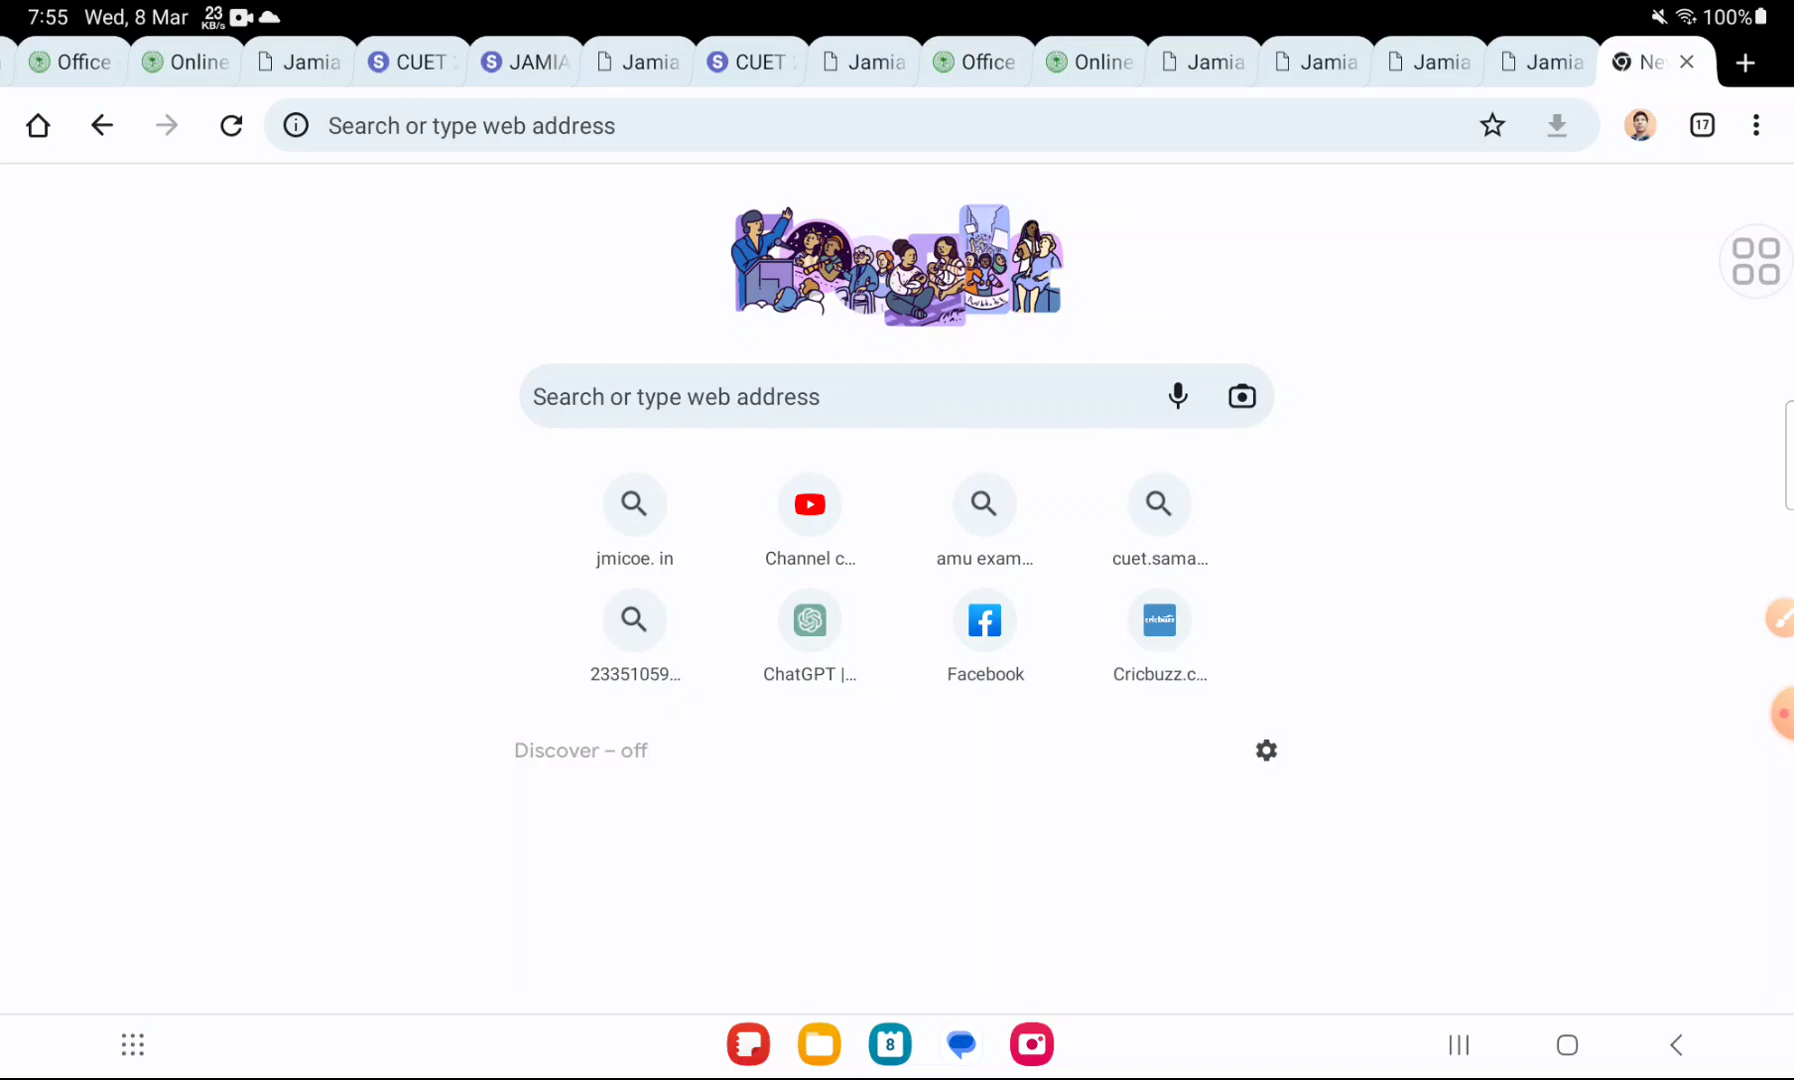 7:55 Wed, 8 Mar 23 KB/s 100%
Office Online Jamia CUET JAMIA Jamia CUET Jamia Office Online Jamia Jamia Jamia Jamia Ne
Search or type web address 17
Search or type web address
jmicoe. in Channel c... amu exam... cuet.sama...
cricbuzz
23351059... ChatGPT |... Facebook Cricbuzz.c...
Discover – off
8